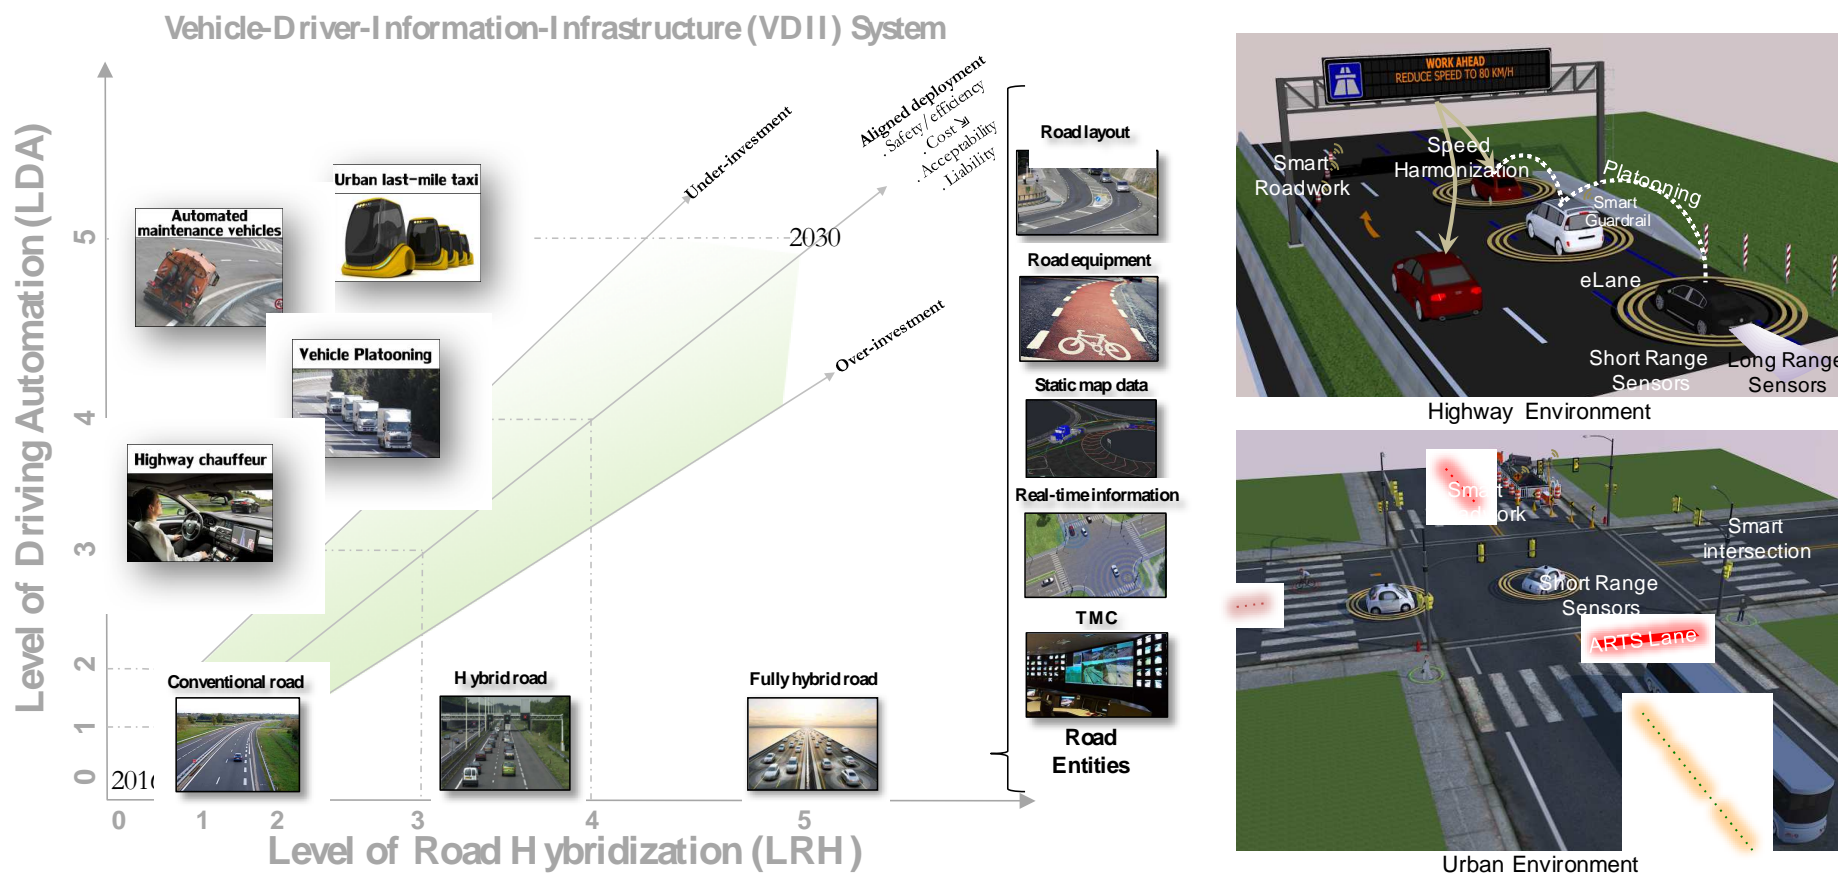 Vehicle-Driver-Information-Infrastructure (VDII) System
Level of Driving Automation (LDA)
5
4
3
2
1
0
Automated
maintenance vehicles
Urban last-mile taxi
Vehicle Platooning
Highway chauffeur
Under-investment
Aligned deployment
. Safety/efficiency
. Cost ↘
. Acceptability
. Liability
2030
Over-investment
Conventional road
Hybrid road
Fully hybrid road
0
1
2
3
4
5
Level of Road Hybridization (LRH)
Road layout
Road equipment
Static map data
Real-time information
TMC
Road
Entities
WORK AHEAD
REDUCE SPEED TO 80 KM/H
Smart
Roadwork
Speed
Harmonization
Platooning
Smart
Guardrail
eLane
Short Range
Sensors
Long Range
Sensors
Highway Environment
Smart
intersection
Short Range
Sensors
ARTS Lane
Urban Environment